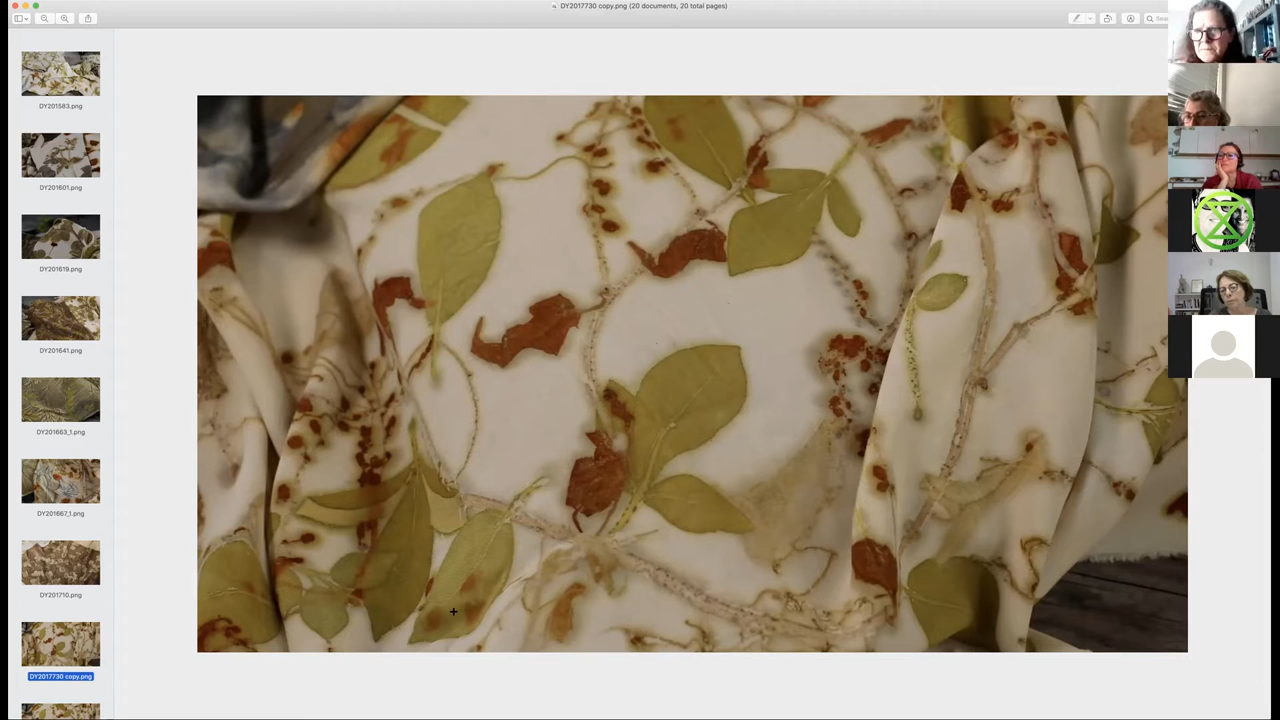 DY2017730 copy.png (20 documents, 20 total pages)
Sea
DY201583.png
DY201601.png
DY201619.png
DY201641.png
DY201663_1.png
DY201667_1.png
DY201710.png
DY2017730 copy.png